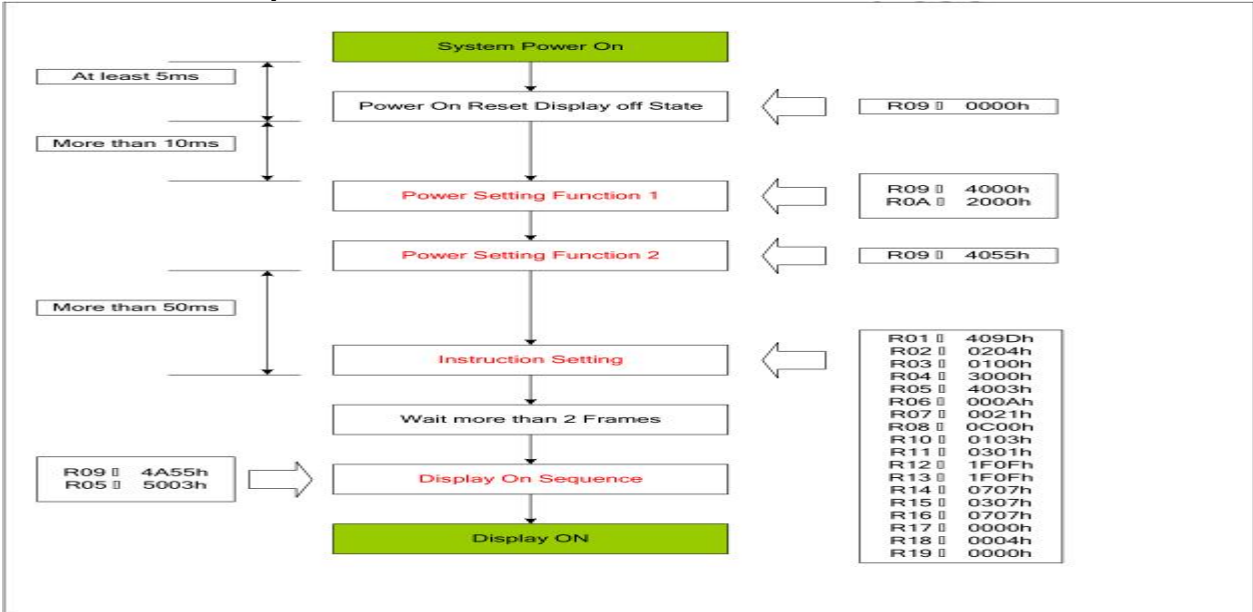 System Power On
At least 5ms
Power On Reset Display off State
R09 0000h
More than 10ms
Power Setting Function 1
R09 4000h
R0A 2000h
Power Setting Function 2
R09 4055h
More than 50ms
Instruction Setting
R01 409Dh
R02 0204h
R03 0100h
R04 3000h
R05 4003h
R06 000Ah
R07 0021h
R08 0C00h
R10 0103h
R11 0301h
R12 1F0Fh
R13 1F0Fh
R14 0707h
R15 0307h
R16 0707h
R17 0000h
R18 0004h
R19 0000h
Wait more than 2 Frames
R09 4A55h
R05 5003h
Display On Sequence
Display ON